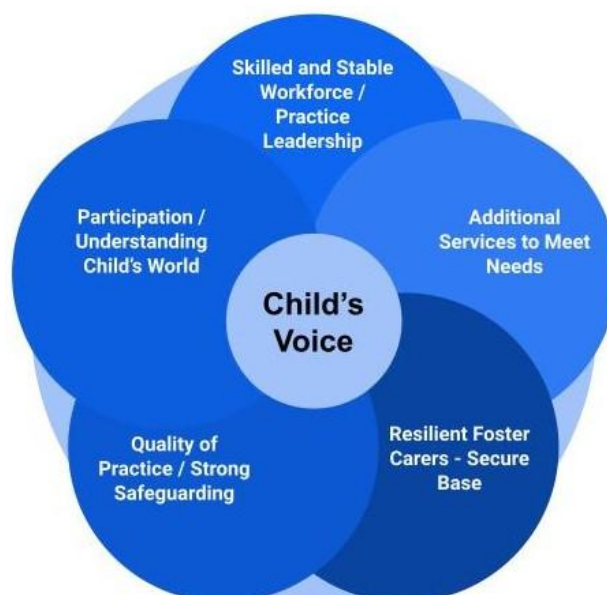 Skilled and Stable
Workforce /
Practice
Leadership
Participation /
Understanding
Child's World
Additional
Services to Meet
Needs
Child's
Voice
Quality of
Practice / Strong
Safeguarding
Resilient Foster
Carers - Secure
Base